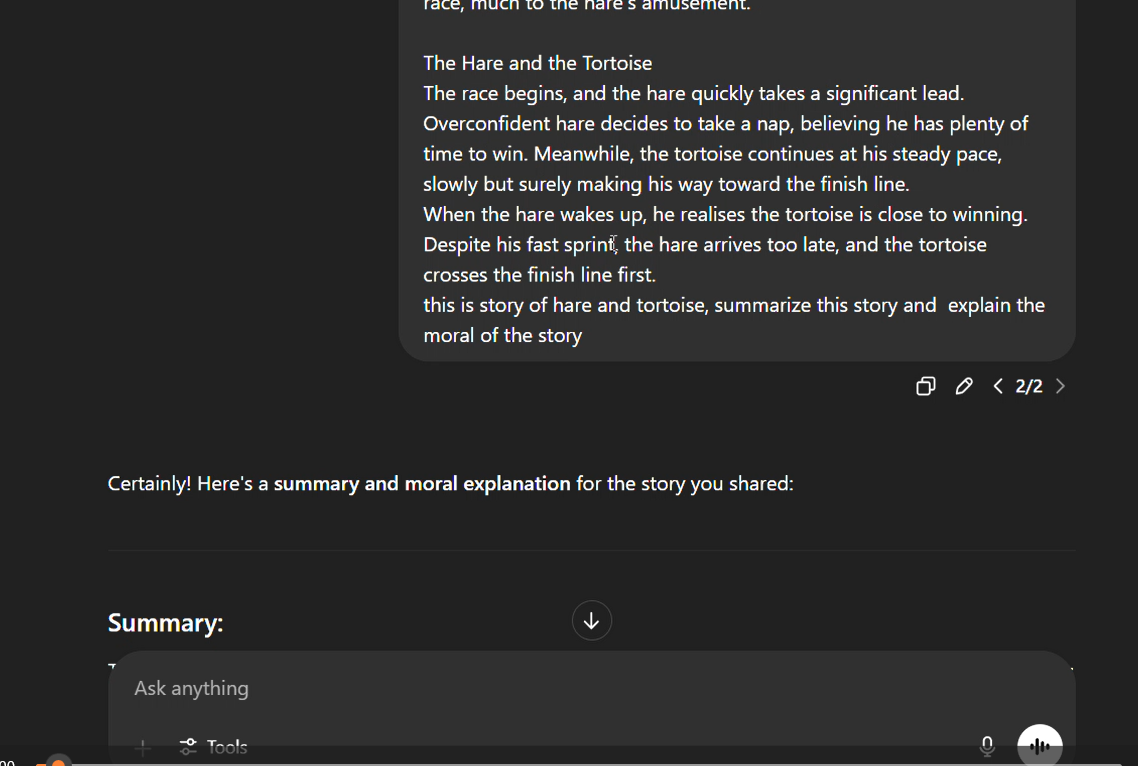 race, much to the hare's amusement.
The Hare and the Tortoise
The race begins, and the hare quickly takes a significant lead.
Overconfident hare decides to take a nap, believing he has plenty of
time to win. Meanwhile, the tortoise continues at his steady pace,
slowly but surely making his way toward the finish line.
When the hare wakes up, he realises the tortoise is close to winning.
Despite his fast sprint, the hare arrives too late, and the tortoise
crosses the finish line first.
this is story of hare and tortoise, summarize this story and  explain the
moral of the story
2/2
Certainly! Here's a summary and moral explanation for the story you shared:
Summary:
Ask anything
Tools